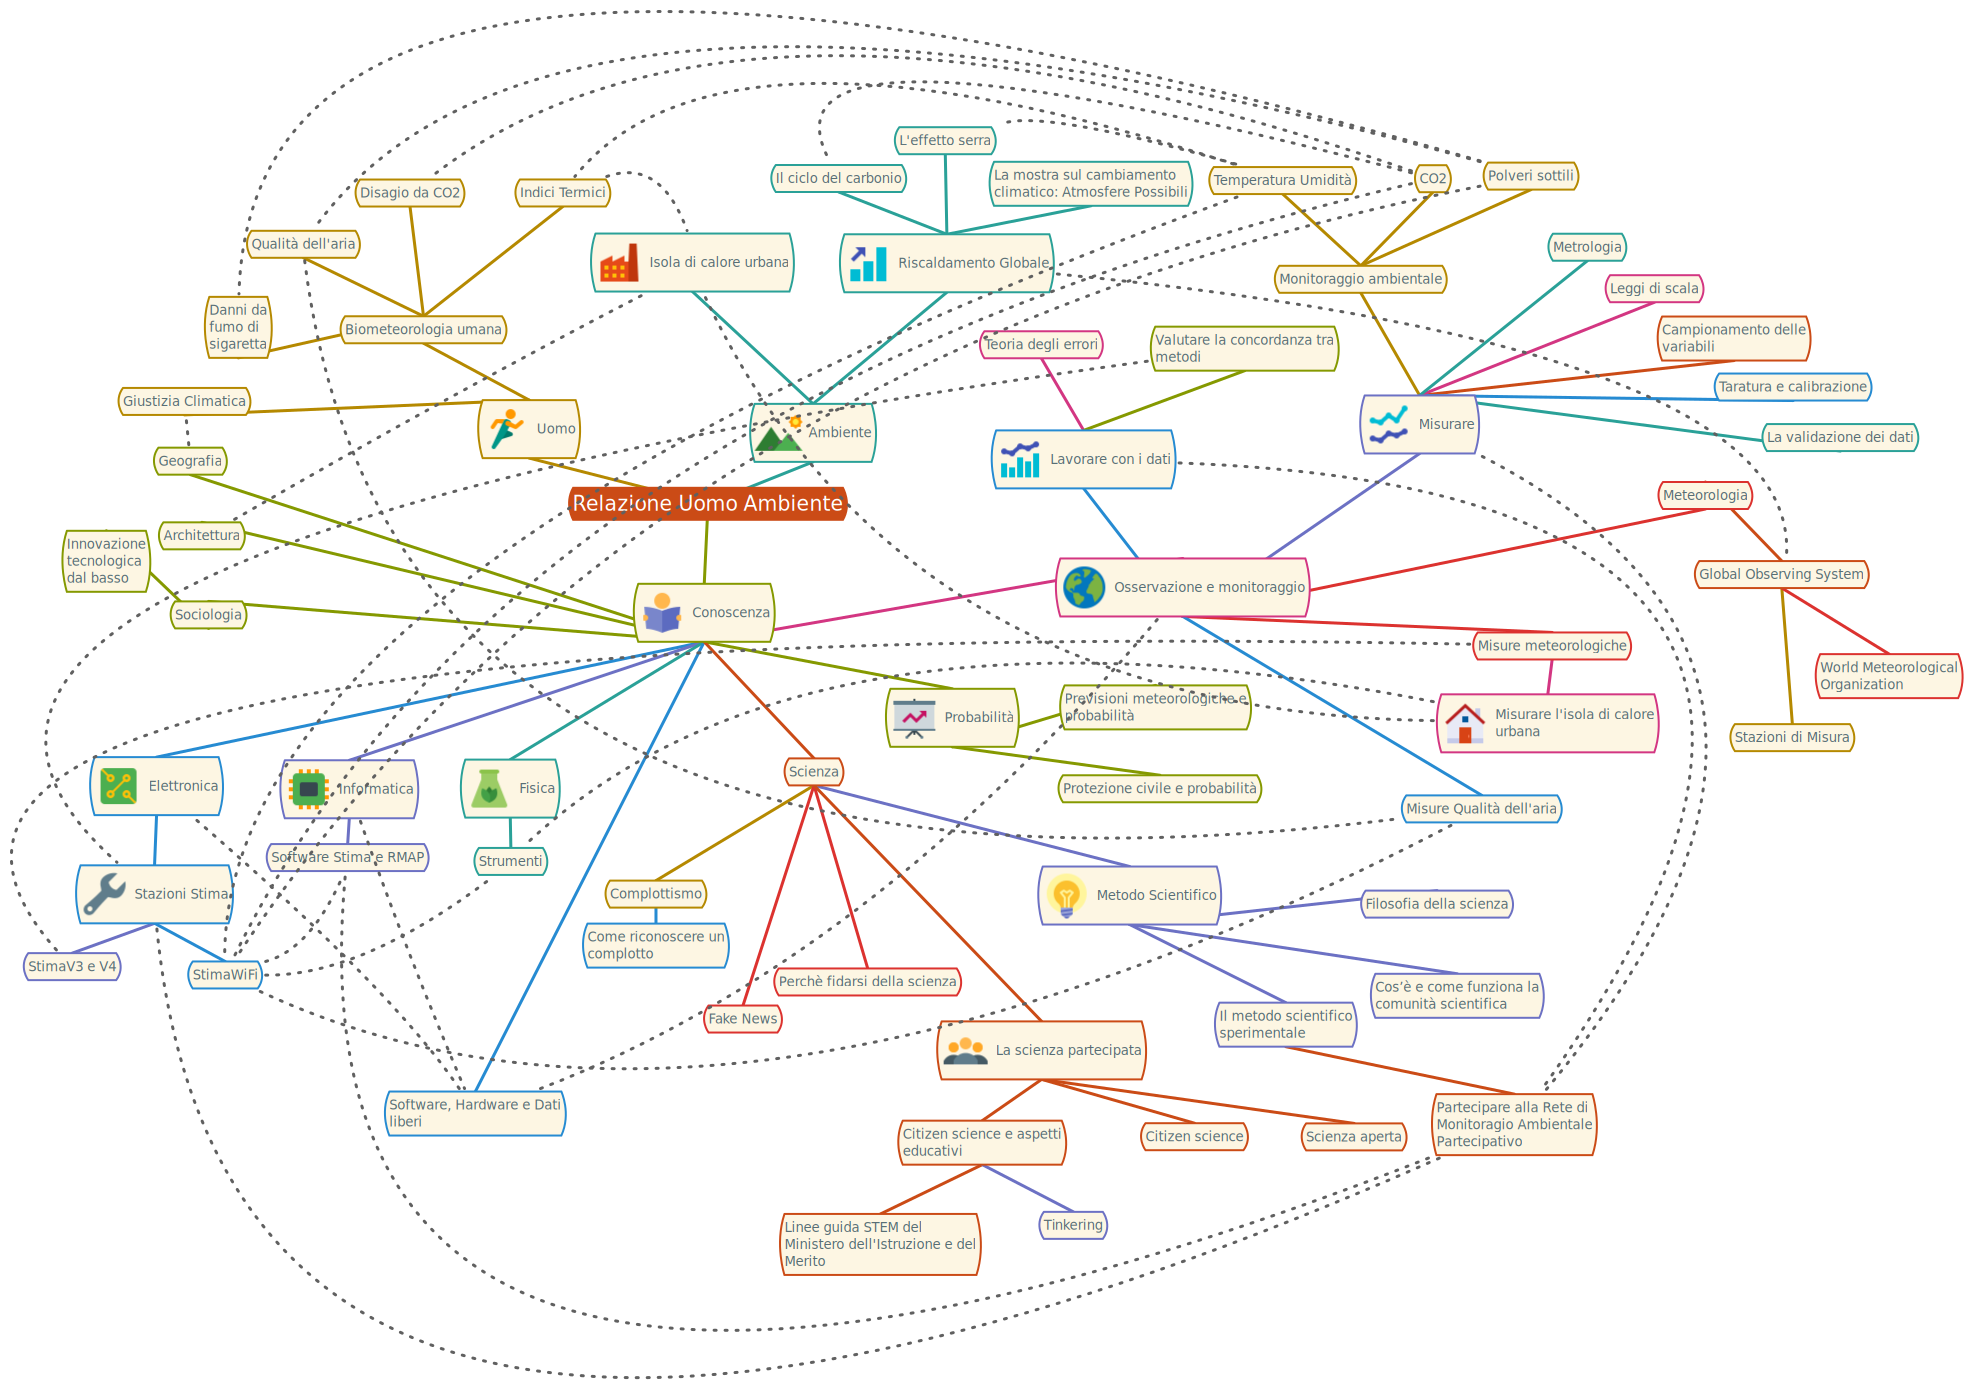 L'effetto serra
Il ciclo del carbonio
La mostra sul cambiamento
climatico: Atmosfere Possibili
Temperatura Umidità
CO2
Polveri sottili
Disagio da CO2
Indici Termici
Qualità dell'aria
Isola di calore urbana
Riscaldamento Globale
Metrologia
Monitoraggio ambientale
Leggi di scala
Danni da
fumo di
sigaretta
Biometeorologia umana
Teoria degli errori
Valutare la concordanza tra
metodi
Campionamento delle
variabili
Taratura e calibrazione
Giustizia Climatica
Uomo
Ambiente
Misurare
La validazione dei dati
Geografia
Lavorare con i dati
Relazione Uomo Ambiente
Meteorologia
Architettura
Innovazione
tecnologica
dal basso
Global Observing System
Osservazione e monitoraggio
Sociologia
Conoscenza
Misure meteorologiche
World Meteorological
Organization
Probabilità
Previsioni meteorologiche e
probabilità
Misurare l'isola di calore
urbana
Stazioni di Misura
Scienza
Protezione civile e probabilità
Misure Qualità dell'aria
Elettronica
Informatica
Fisica
Software Stima e RMAP
Strumenti
Stazioni Stima
Complottismo
Metodo Scientifico
Filosofia della scienza
Come riconoscere un
complotto
StimaV3 e V4
StimaWiFi
Perchè fidarsi della scienza
Cos'è e come funziona la
comunità scientifica
Fake News
Il metodo scientifico
sperimentale
La scienza partecipata
Software, Hardware e Dati
liberi
Partecipare alla Rete di
Monitoragio Ambientale
Partecipativo
Citizen science e aspetti
educativi
Citizen science
Scienza aperta
Linee guida STEM del
Ministero dell'Istruzione e del
Merito
Tinkering